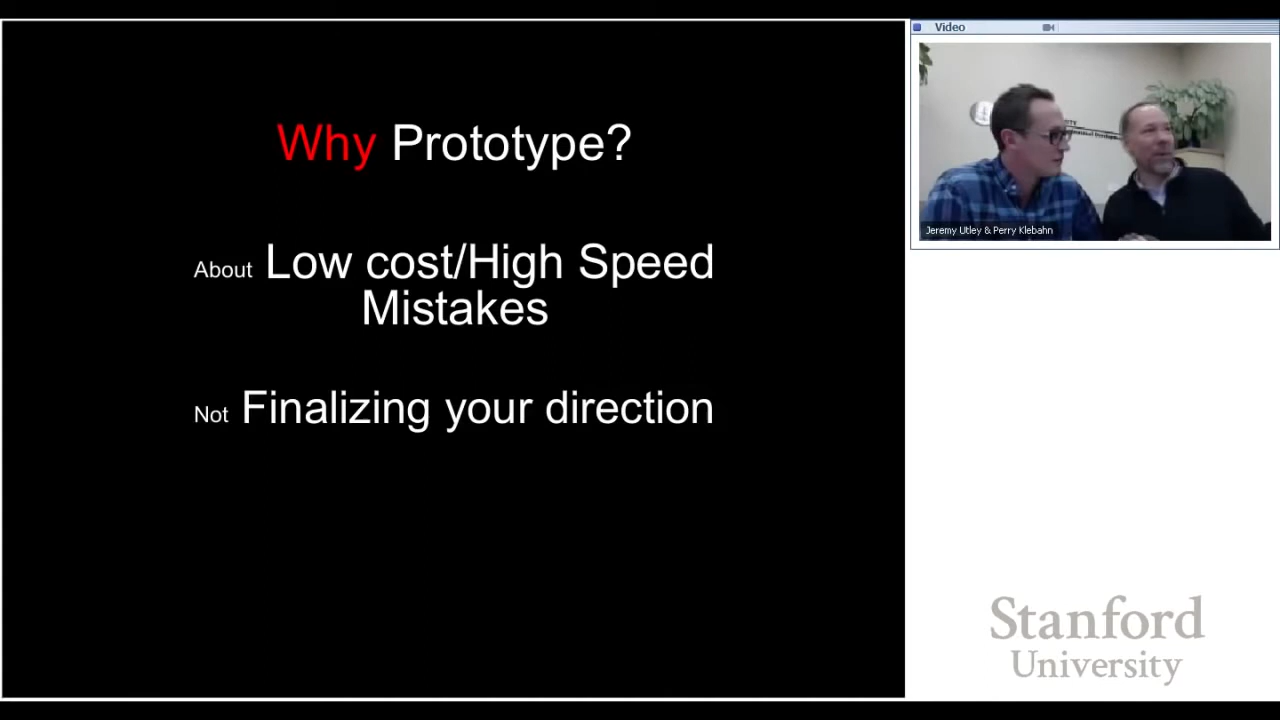 Why Prototype?
About Low cost/High Speed
Mistakes
Not Finalizing your direction
Video
Jeremy Utley & Perry Klebahn
Stanford
University